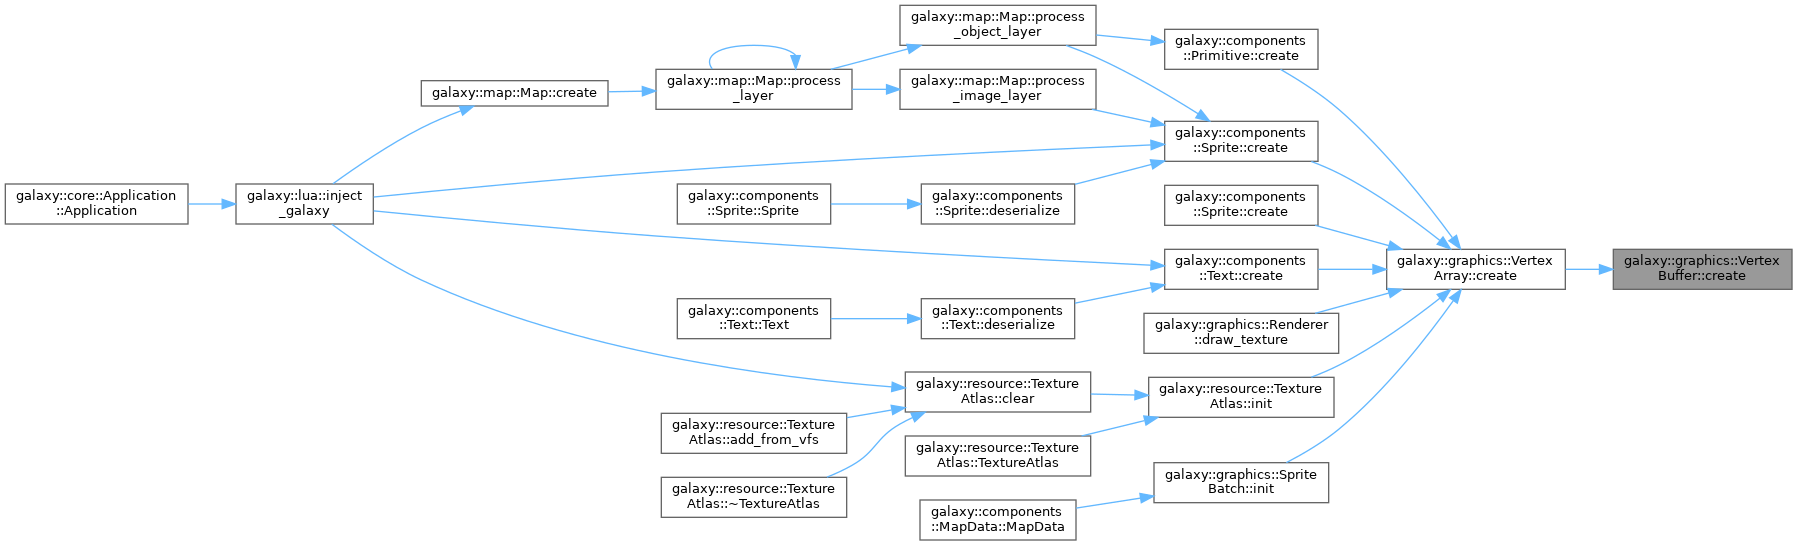 galaxy::core::Application
::Application
galaxy::lua::inject
_galaxy
galaxy::map::Map::create
galaxy::map::Map::process
_layer
galaxy::map::Map::process
_object_layer
galaxy::map::Map::process
_image_layer
galaxy::components
::Primitive::create
galaxy::components
::Sprite::create
galaxy::components
::Sprite::Sprite
galaxy::components
::Sprite::deserialize
galaxy::components
::Sprite::create
galaxy::components
::Text::create
galaxy::graphics::Vertex
Array::create
galaxy::graphics::Vertex
Buffer::create
galaxy::components
::Text::Text
galaxy::components
::Text::deserialize
galaxy::graphics::Renderer
::draw_texture
galaxy::resource::Texture
Atlas::clear
galaxy::resource::Texture
Atlas::init
galaxy::resource::Texture
Atlas::add_from_vfs
galaxy::resource::Texture
Atlas::TextureAtlas
galaxy::resource::Texture
Atlas::~TextureAtlas
galaxy::graphics::Sprite
Batch::init
galaxy::components
::MapData::MapData